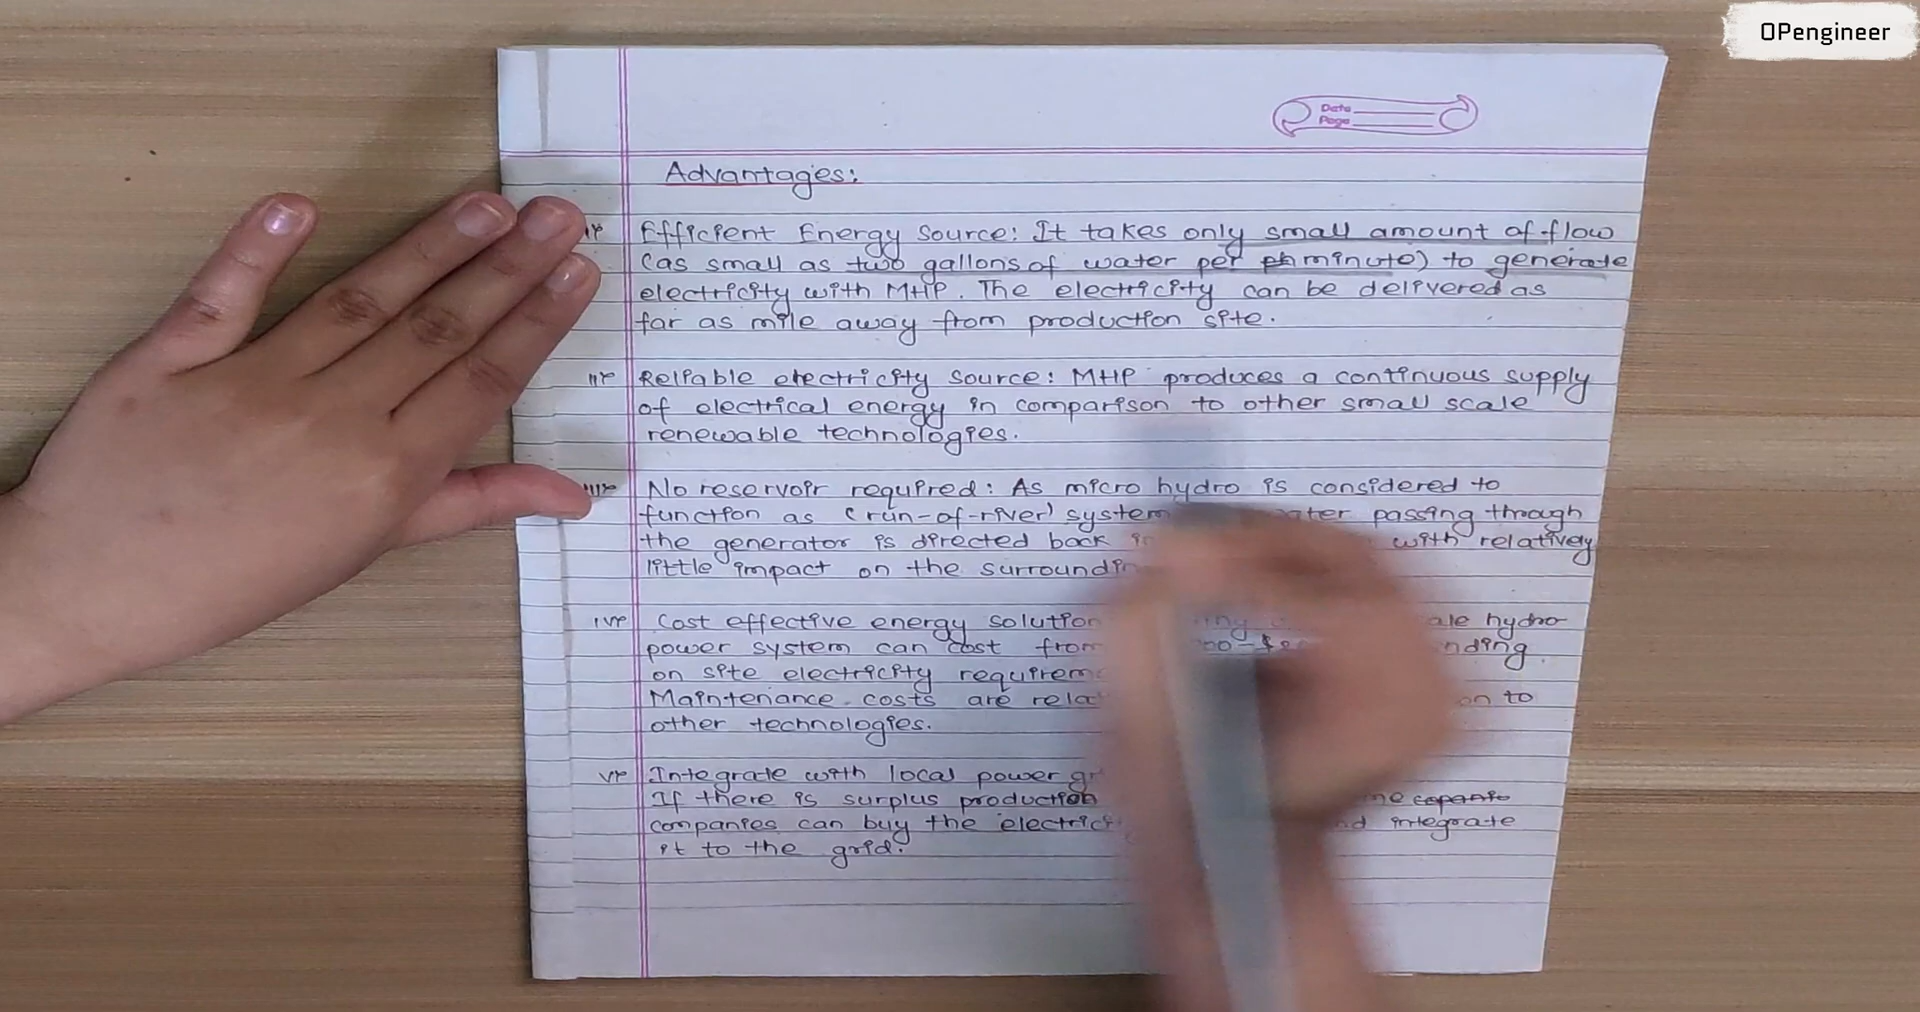 OPengineer
Date
Page
Advantages:
i) Efficient Energy Source: It takes only small amount of flow
(as small as two gallons of water per minute) to generate
electricity with MHP. The electricity can be delivered as
far as mile away from production site.
ii) Reliable electricity source: MHP produces a continuous supply
of electrical energy in comparison to other small scale
renewable technologies.
iii) No reservoir required: As micro hydro is considered to
function as (run-of-river) system passing through
the generator is directed back with relatively
little impact on the
iv) Cost effective energy solution hydro
power system can cost
on site electricity
Maintenance costs are to
other technologies.
v) Integrate with local power
If there is surplus production
companies can buy the integrate
it to the grid.